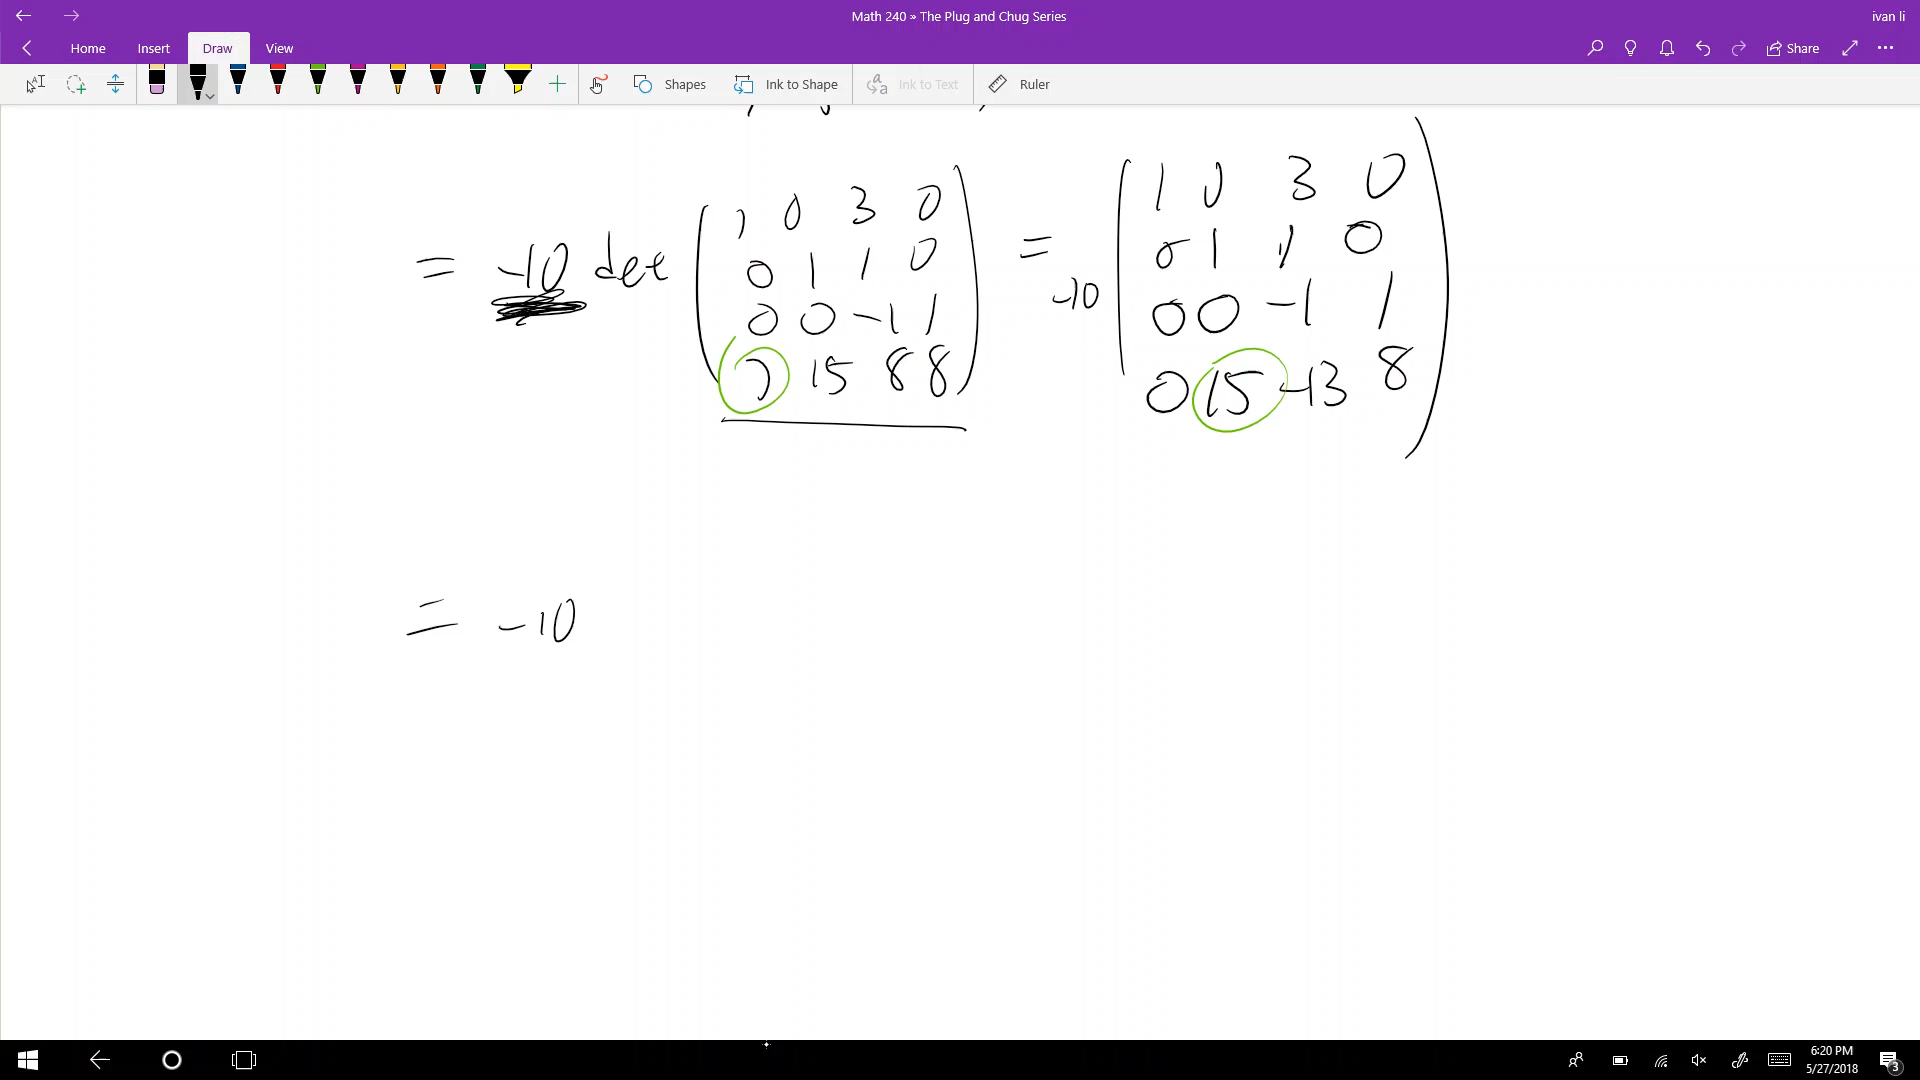 Math 240 » The Plug and Chug Series
ivan li
Home Insert Draw View
Share
Shapes Ink to Shape Ink to Text Ruler
1 0 3 0
1 0 3 0
= -10 det
0 1 1 0
=
0 1 1 0
0 0 -1 1
-10
0 0 -1 1
7 15 8 8
0 15 -13 8
= -10
6:20 PM
5/27/2018
3